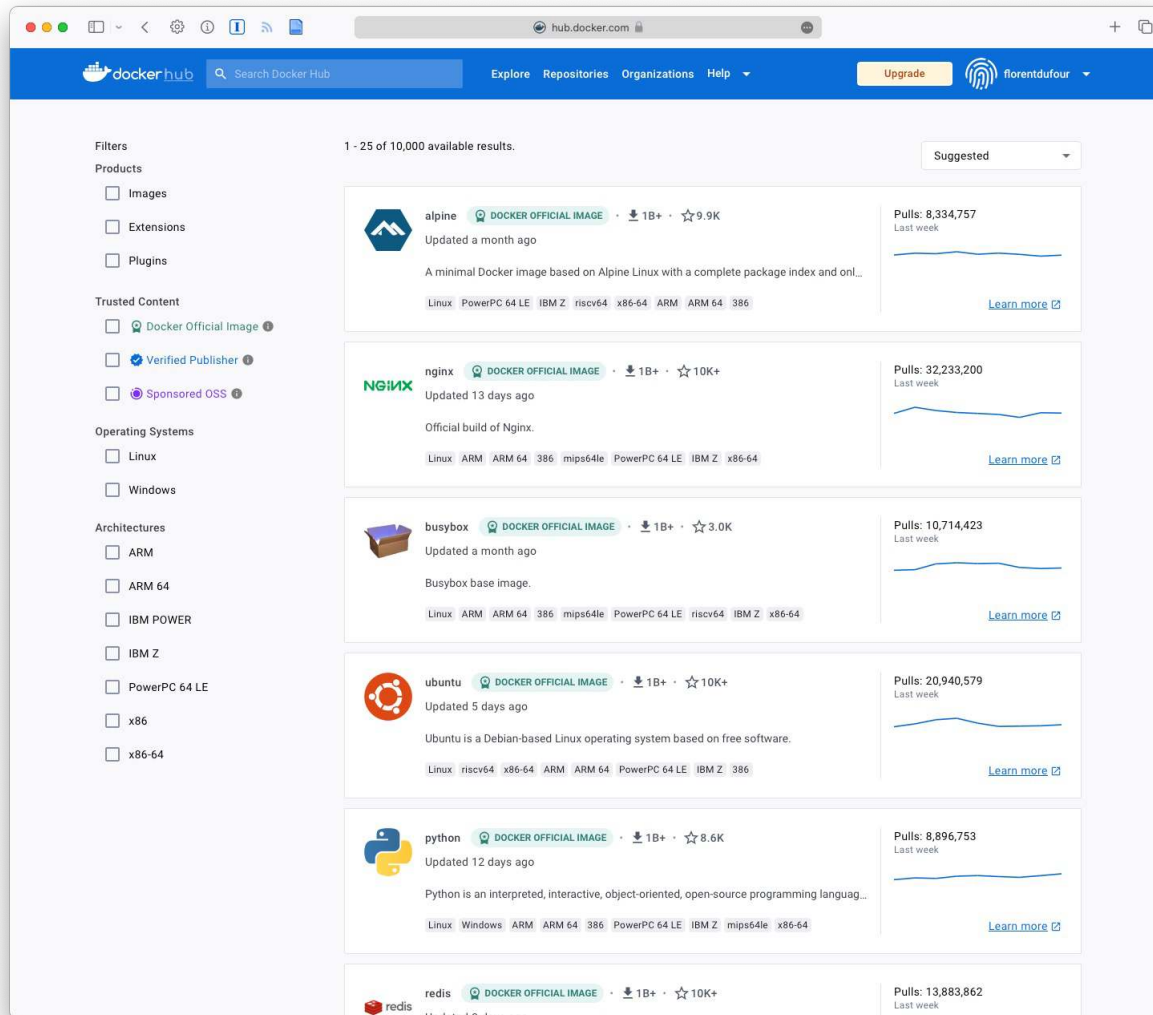 hub.docker.com
dockerhub
Search Docker Hub
Explore Repositories Organizations Help
Upgrade
florentdufour
Filters
Products
Images
Extensions
Plugins
Trusted Content
Docker Official Image
Verified Publisher
Sponsored OSS
Operating Systems
Linux
Windows
Architectures
ARM
ARM 64
IBM POWER
IBM Z
PowerPC 64 LE
x86
x86-64
1 - 25 of 10,000 available results.
Suggested
alpine DOCKER OFFICIAL IMAGE · 1B+ · 9.9K
Updated a month ago
A minimal Docker image based on Alpine Linux with a complete package index and onl...
Linux PowerPC 64 LE IBM Z riscv64 x86-64 ARM ARM 64 386
Pulls: 8,334,757
Last week
Learn more
NGINX
nginx DOCKER OFFICIAL IMAGE · 1B+ · 10K+
Updated 13 days ago
Official build of Nginx.
Linux ARM ARM 64 386 mips64le PowerPC 64 LE IBM Z x86-64
Pulls: 32,233,200
Last week
Learn more
busybox DOCKER OFFICIAL IMAGE · 1B+ · 3.0K
Updated a month ago
Busybox base image.
Linux ARM ARM 64 386 mips64le PowerPC 64 LE riscv64 IBM Z x86-64
Pulls: 10,714,423
Last week
Learn more
ubuntu DOCKER OFFICIAL IMAGE · 1B+ · 10K+
Updated 5 days ago
Ubuntu is a Debian-based Linux operating system based on free software.
Linux riscv64 x86-64 ARM ARM 64 PowerPC 64 LE IBM Z 386
Pulls: 20,940,579
Last week
Learn more
python DOCKER OFFICIAL IMAGE · 1B+ · 8.6K
Updated 12 days ago
Python is an interpreted, interactive, object-oriented, open-source programming languag...
Linux Windows ARM ARM 64 386 PowerPC 64 LE IBM Z mips64le x86-64
Pulls: 8,896,753
Last week
Learn more
redis
redis DOCKER OFFICIAL IMAGE · 1B+ · 10K+
Pulls: 13,883,862
Last week